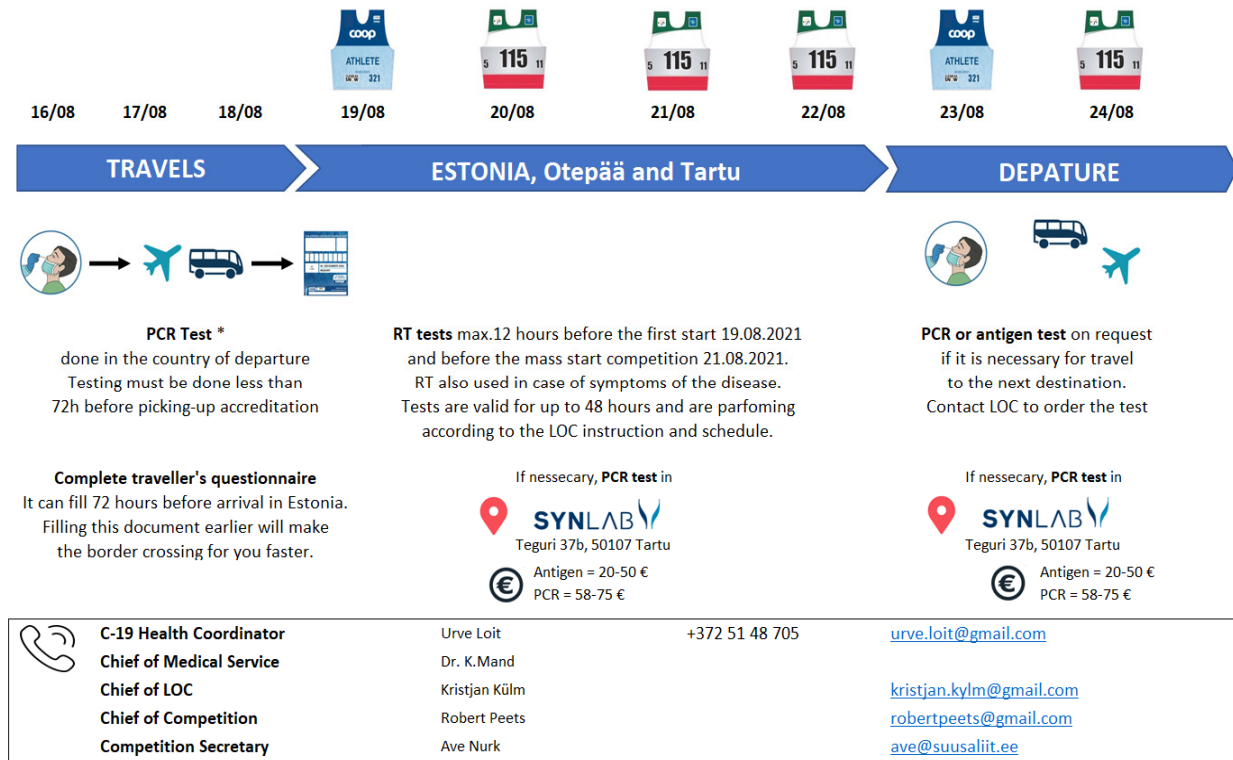 coop
ATHLETE
321
5 115 11
5 115 11
5 115 11
coop
ATHLETE
321
5 115 11
16/08 17/08 18/08 19/08 20/08 21/08 22/08 23/08 24/08
TRAVELS
ESTONIA, Otepää and Tartu
DEPATURE
PCR Test *
done in the country of departure
Testing must be done less than
72h before picking-up accreditation
Complete traveller's questionnaire
It can fill 72 hours before arrival in Estonia.
Filling this document earlier will make
the border crossing for you faster.
RT tests max.12 hours before the first start 19.08.2021
and before the mass start competition 21.08.2021.
RT also used in case of symptoms of the disease.
Tests are valid for up to 48 hours and are parfoming
according to the LOC instruction and schedule.
If nessecary, PCR test in
SYNLAB
Teguri 37b, 50107 Tartu
€ Antigen = 20-50 €
PCR = 58-75 €
PCR or antigen test on request
if it is necessary for travel
to the next destination.
Contact LOC to order the test
If nessecary, PCR test in
SYNLAB
Teguri 37b, 50107 Tartu
€ Antigen = 20-50 €
PCR = 58-75 €
C-19 Health Coordinator Urve Loit +372 51 48 705 urve.loit@gmail.com
Chief of Medical Service Dr. K.Mand
Chief of LOC Kristjan Külm kristjan.kylm@gmail.com
Chief of Competition Robert Peets robertpeets@gmail.com
Competition Secretary Ave Nurk ave@suusaliit.ee